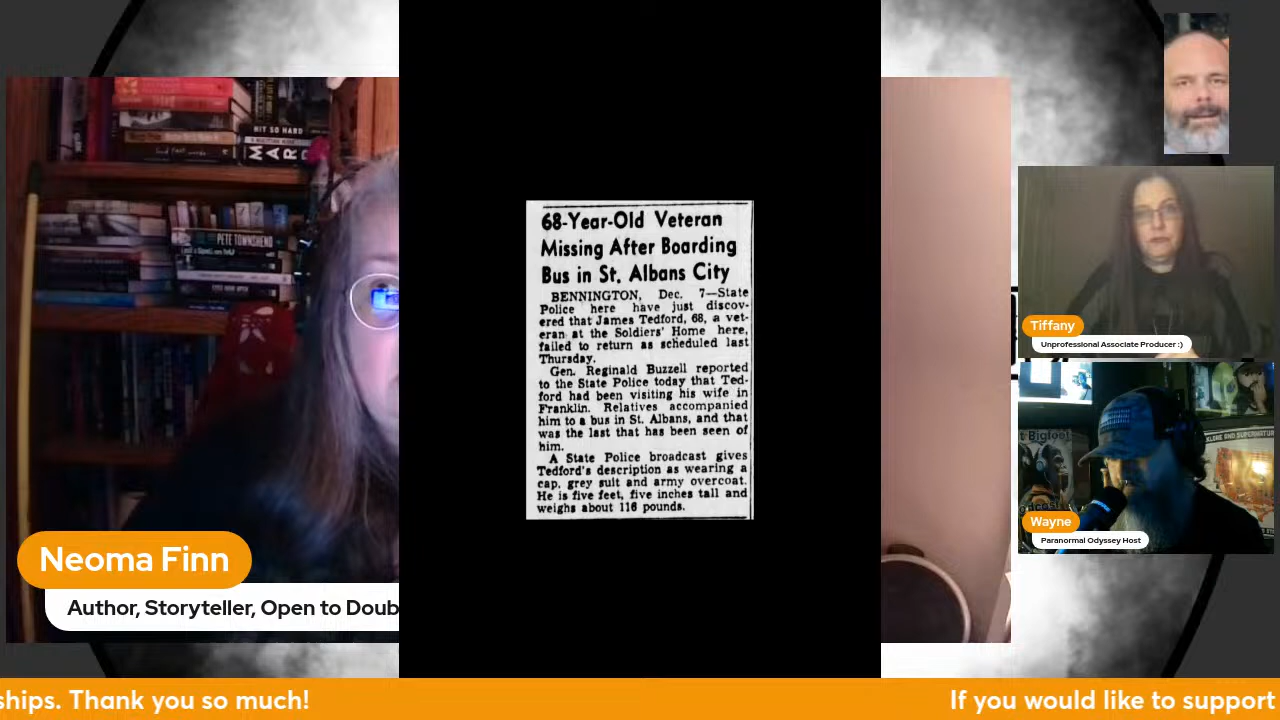 HIT SO HARD
PETE TOWNSHEND
68-Year-Old Veteran
Missing After Boarding
Bus in St. Albans City
BENNINGTON, Dec. 7—State
Police here have just discov-
ered that James Tedford, 68, a vet-
eran at the Soldiers' Home here,
failed to return as scheduled last
Thursday.
Gen. Reginald Buzzell reported
to the State Police today that Ted-
ford had been visiting his wife in
Franklin. Relatives accompanied
him to a bus in St. Albans, and that
was the last that has been seen of
him.
A State Police broadcast gives
Tedford's description as wearing a
cap, grey suit and army overcoat.
He is five feet, five inches tall and
weighs about 116 pounds.
Neoma Finn
Author, Storyteller, Open to Doub
Tiffany
Unprofessional Associate Producer :)
Bigfoot
Wayne
Paranormal Odyssey Host
ships. Thank you so much!
If you would like to support